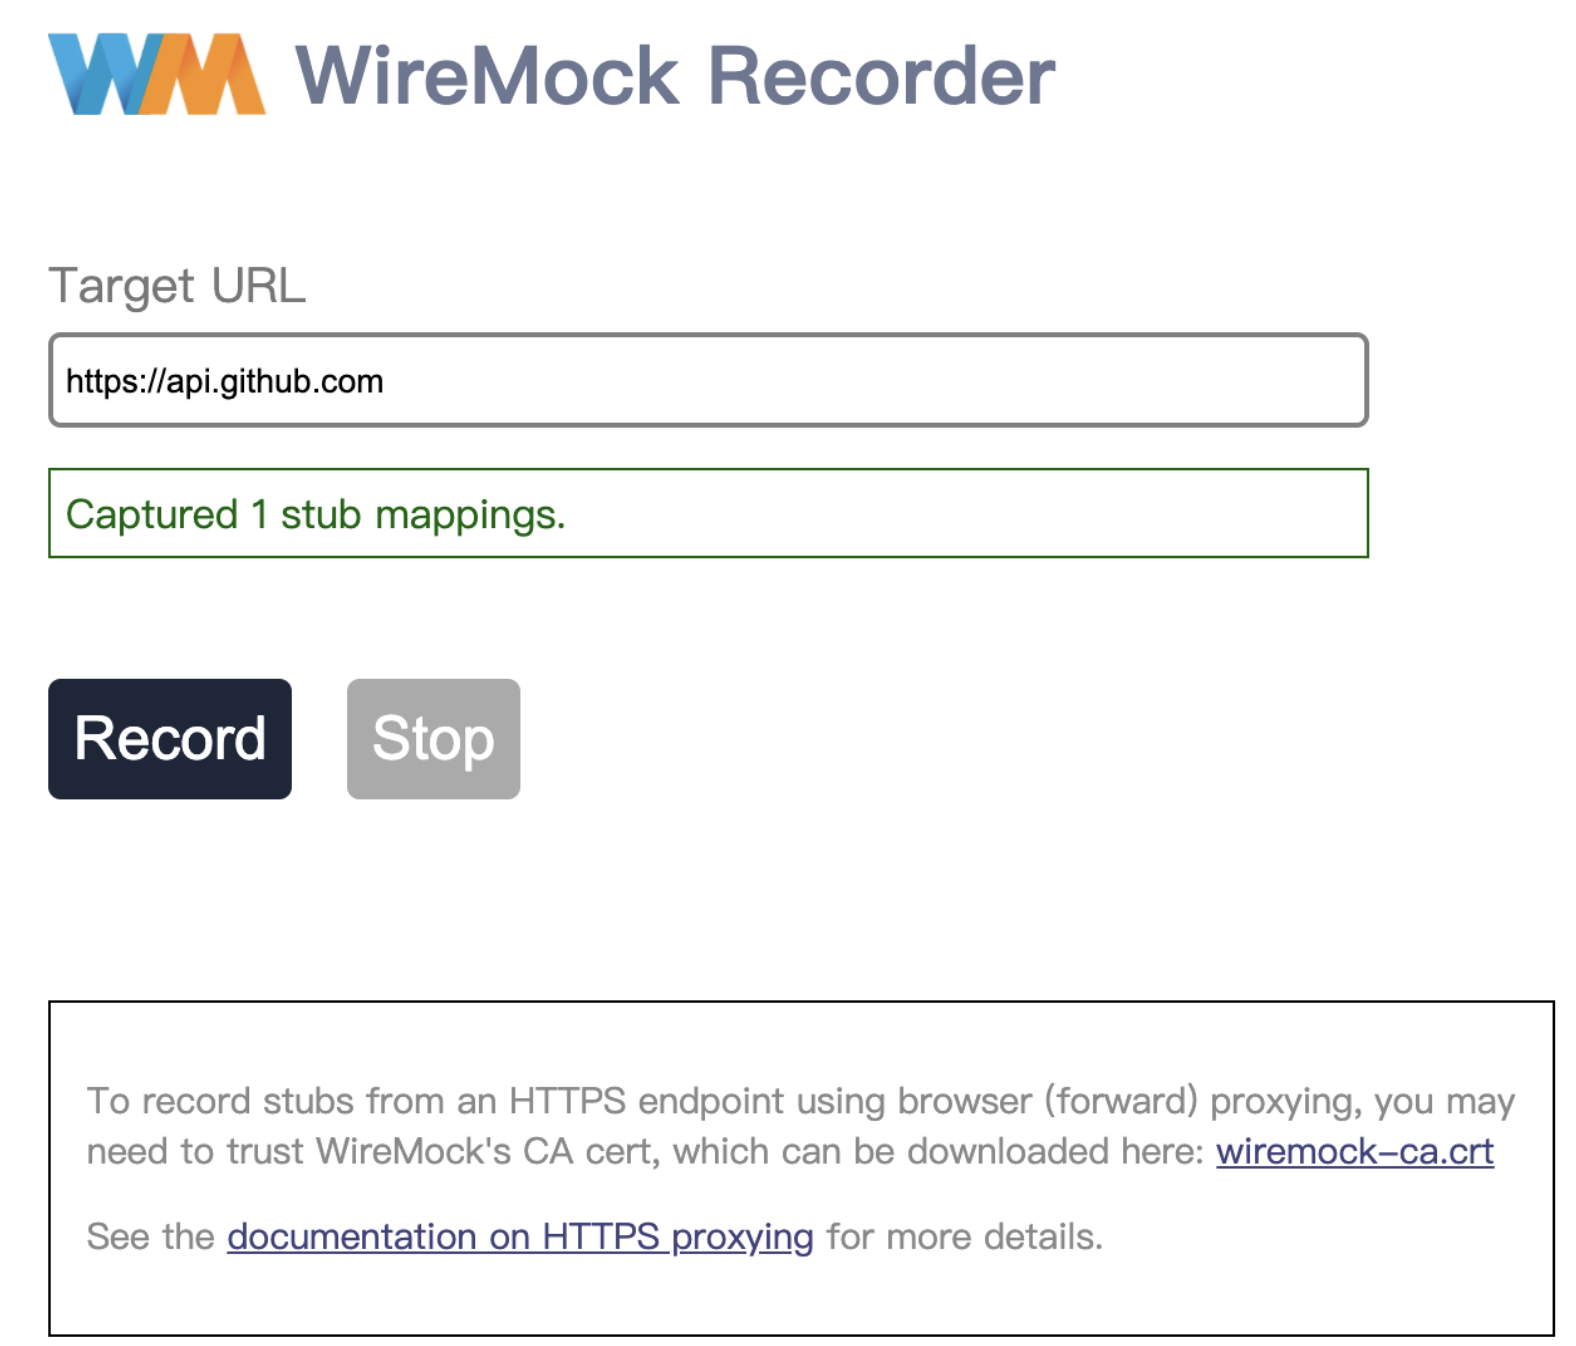 WM WireMock Recorder
Target URL
https://api.github.com
Captured 1 stub mappings.
Record Stop
To record stubs from an HTTPS endpoint using browser (forward) proxying, you may
need to trust WireMock's CA cert, which can be downloaded here: wiremock-ca.crt
See the documentation on HTTPS proxying for more details.